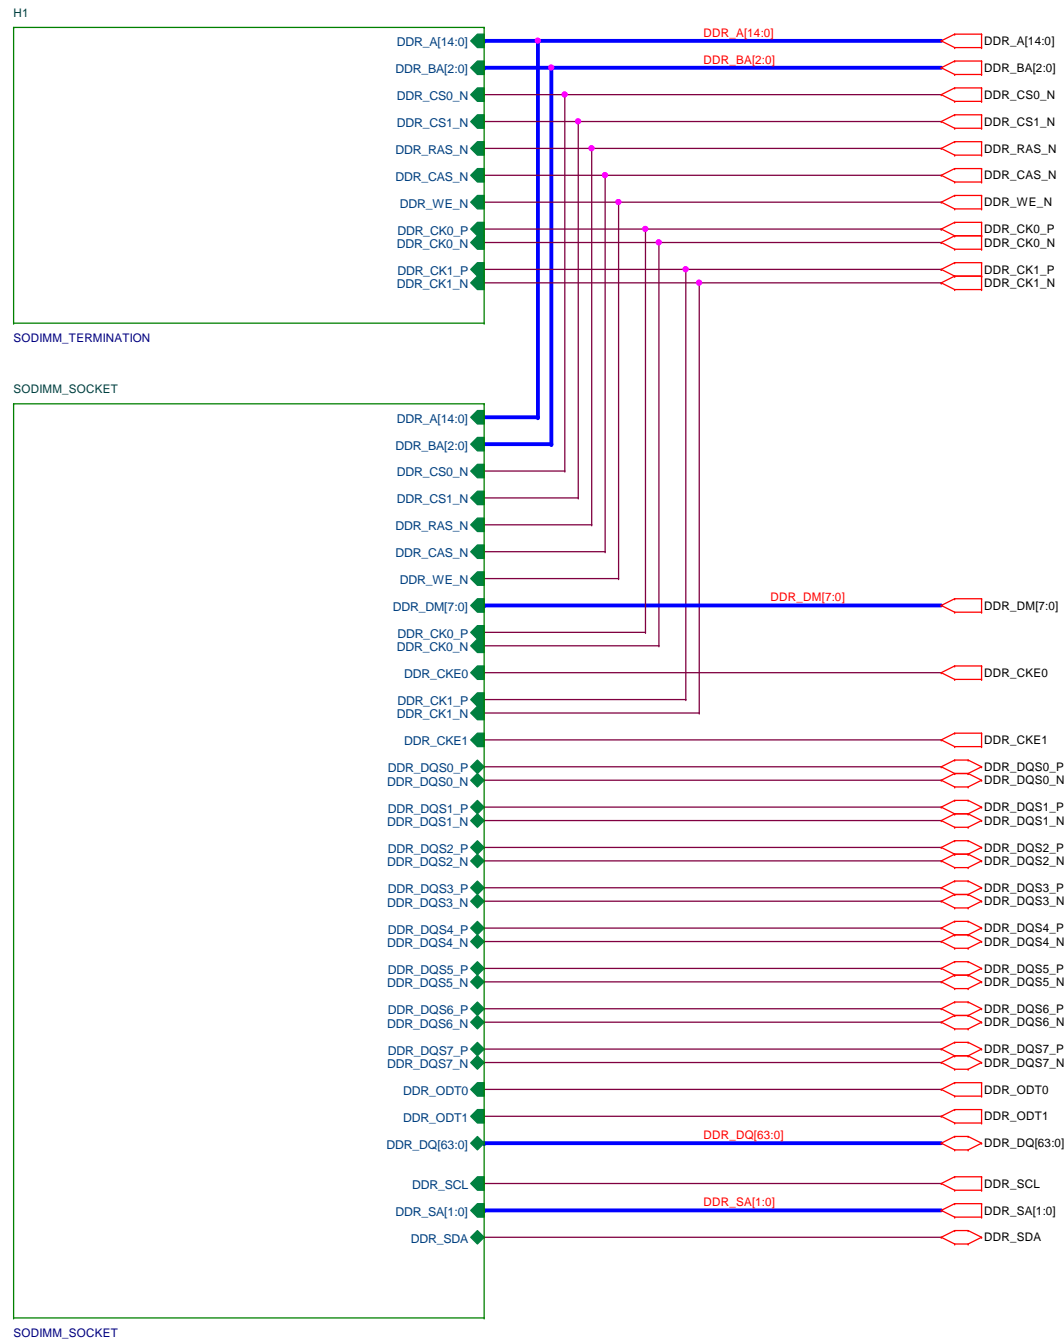 H1
DDR_A[14:0] DDR_A[14:0] DDR_A[14:0]
DDR_BA[2:0] DDR_BA[2:0] DDR_BA[2:0]
DDR_CS0_N DDR_CS0_N
DDR_CS1_N DDR_CS1_N
DDR_RAS_N DDR_RAS_N
DDR_CAS_N DDR_CAS_N
DDR_WE_N DDR_WE_N
DDR_CK0_P DDR_CK0_P
DDR_CK0_N DDR_CK0_N
DDR_CK1_P DDR_CK1_P
DDR_CK1_N DDR_CK1_N
SODIMM_TERMINATION
SODIMM_SOCKET
DDR_A[14:0]
DDR_BA[2:0]
DDR_CS0_N
DDR_CS1_N
DDR_RAS_N
DDR_CAS_N
DDR_WE_N
DDR_DM[7:0] DDR_DM[7:0] DDR_DM[7:0]
DDR_CK0_P
DDR_CK0_N
DDR_CKE0 DDR_CKE0
DDR_CK1_P
DDR_CK1_N
DDR_CKE1 DDR_CKE1
DDR_DQS0_P DDR_DQS0_P
DDR_DQS0_N DDR_DQS0_N
DDR_DQS1_P DDR_DQS1_P
DDR_DQS1_N DDR_DQS1_N
DDR_DQS2_P DDR_DQS2_P
DDR_DQS2_N DDR_DQS2_N
DDR_DQS3_P DDR_DQS3_P
DDR_DQS3_N DDR_DQS3_N
DDR_DQS4_P DDR_DQS4_P
DDR_DQS4_N DDR_DQS4_N
DDR_DQS5_P DDR_DQS5_P
DDR_DQS5_N DDR_DQS5_N
DDR_DQS6_P DDR_DQS6_P
DDR_DQS6_N DDR_DQS6_N
DDR_DQS7_P DDR_DQS7_P
DDR_DQS7_N DDR_DQS7_N
DDR_ODT0 DDR_ODT0
DDR_ODT1 DDR_ODT1
DDR_DQ[63:0] DDR_DQ[63:0] DDR_DQ[63:0]
DDR_SCL DDR_SCL
DDR_SA[1:0] DDR_SA[1:0] DDR_SA[1:0]
DDR_SDA DDR_SDA
SODIMM_SOCKET